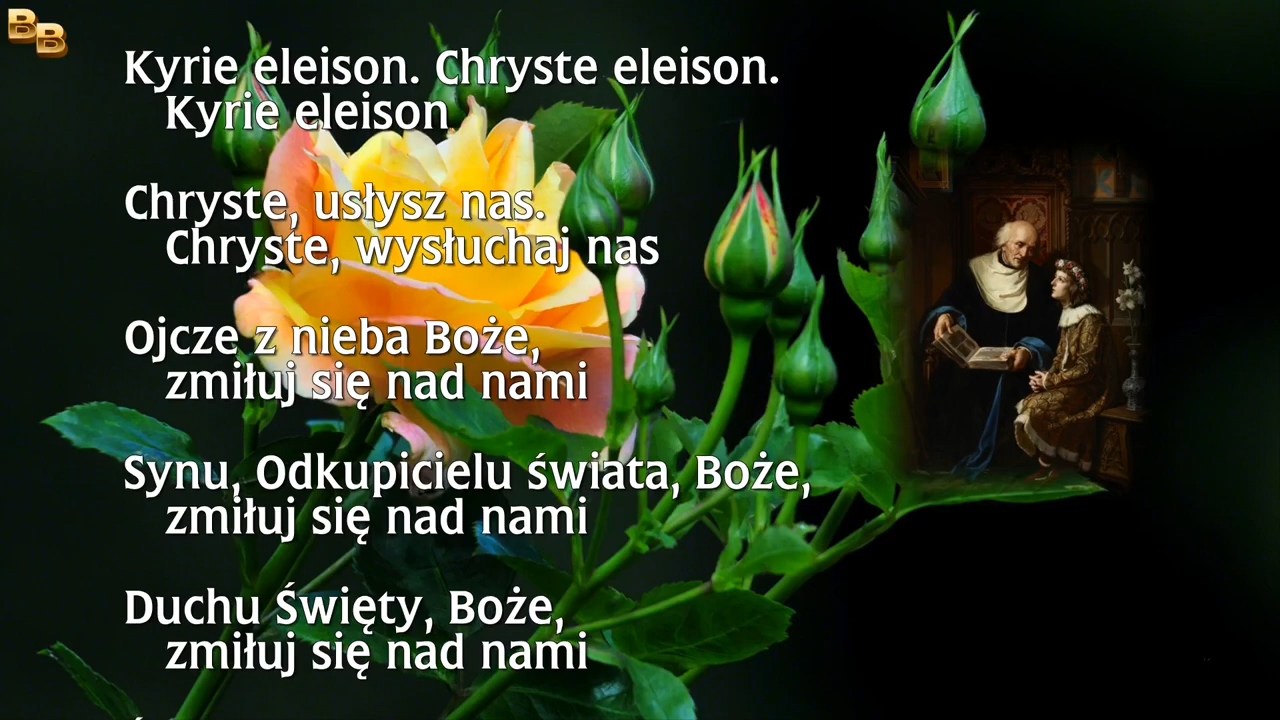 BB
Kyrie eleison. Chryste eleison.
Kyrie eleison
Chryste, usłysz nas.
Chryste, wysłuchaj nas
Ojcze z nieba Boże,
zmiłuj się nad nami
Synu, Odkupicielu świata, Boże,
zmiłuj się nad nami
Duchu Święty, Boże,
zmiłuj się nad nami